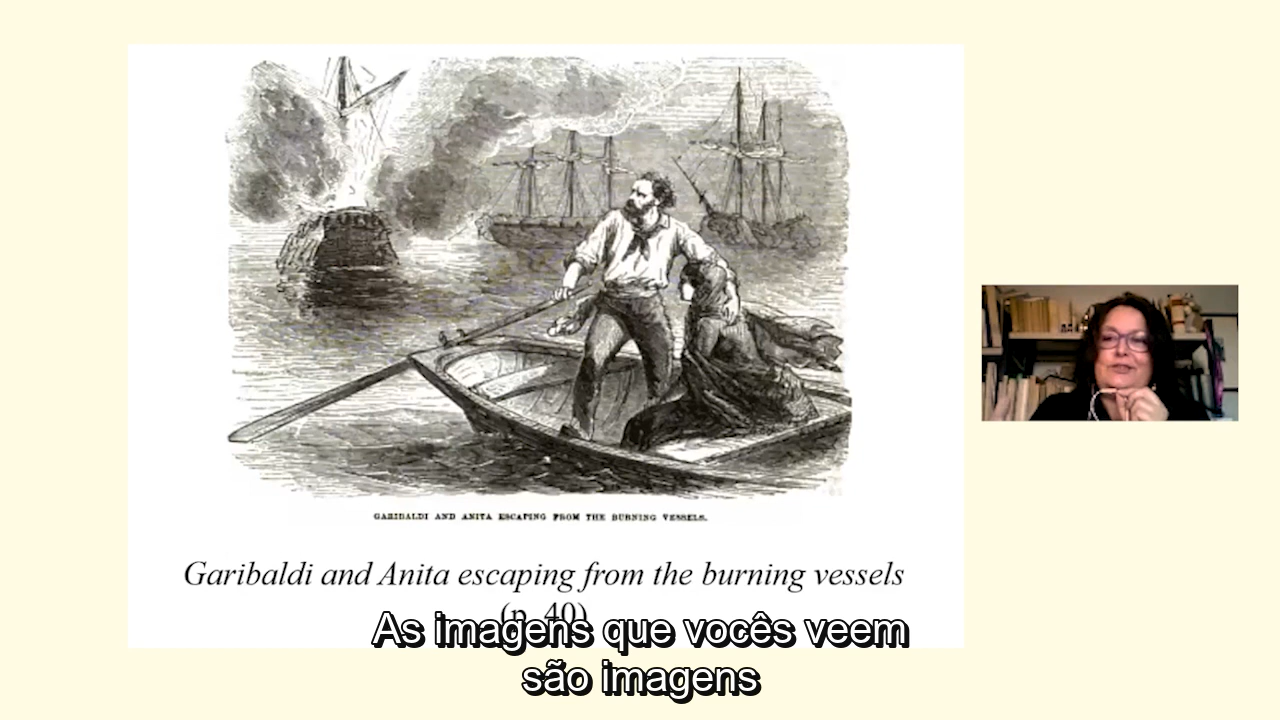 GARIBALDI AND ANITA ESCAPING FROM THE BURNING VESSELS.
Garibaldi and Anita escaping from the burning vessels
(p. 40)
As imagens que vocês veem
são imagens